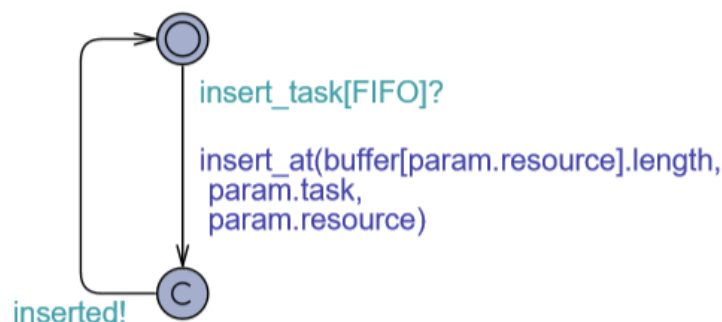 insert_task[FIFO]?
insert_at(buffer[param.resource].length,
param.task,
param.resource)
C
inserted!